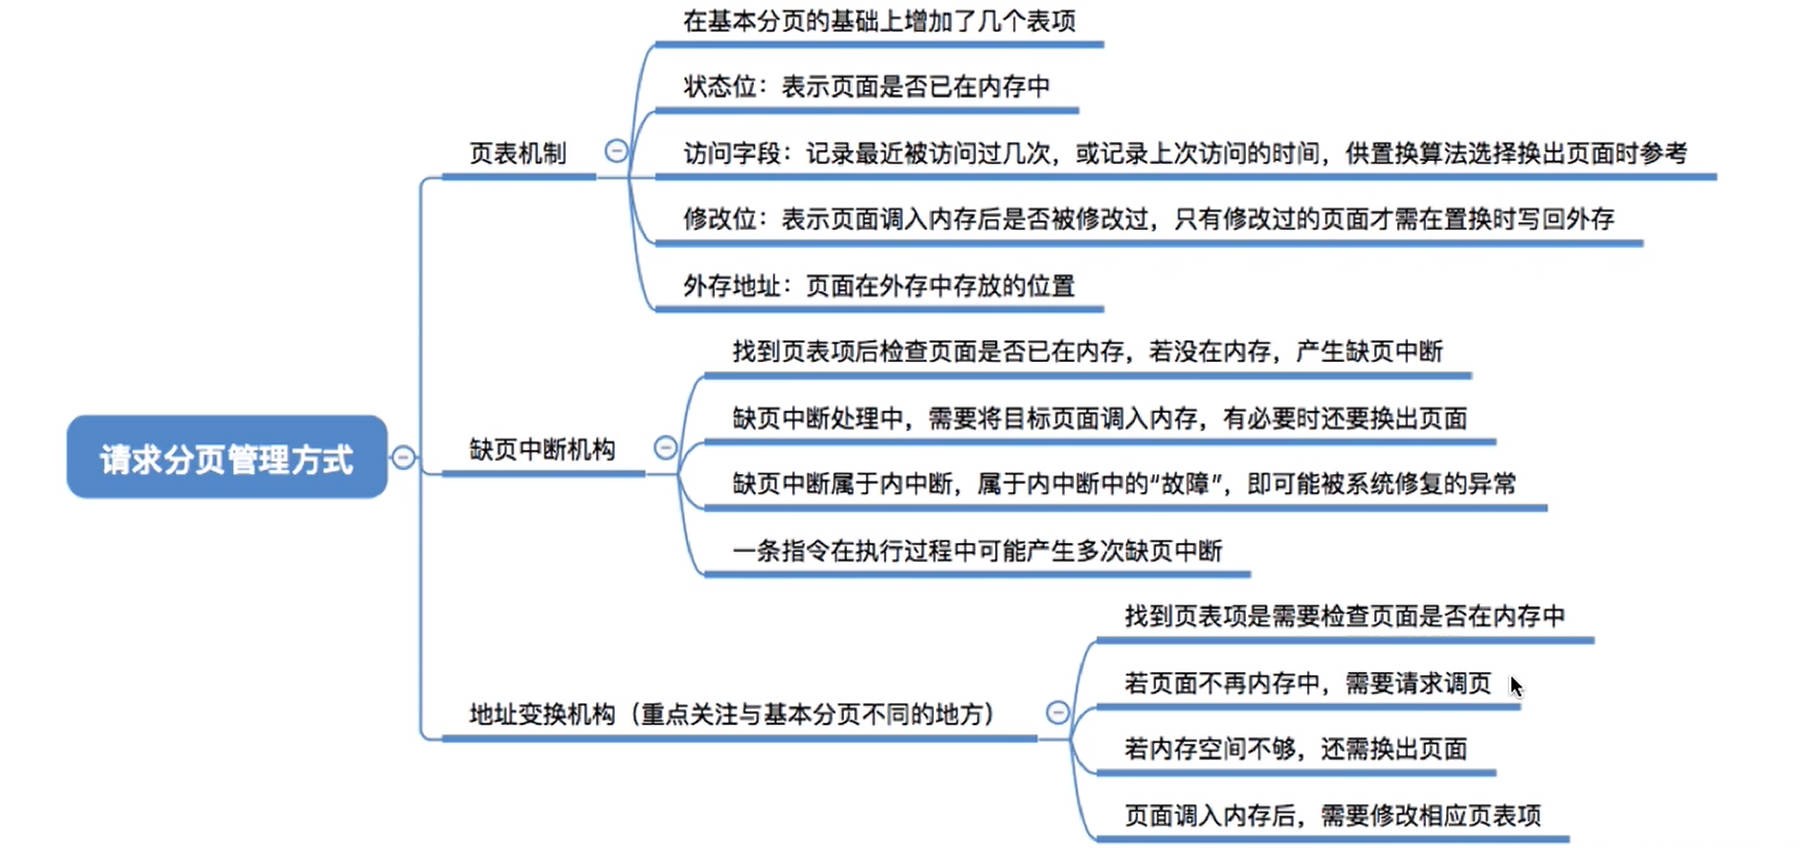 请求分页管理方式
页表机制
在基本分页的基础上增加了几个表项
状态位：表示页面是否已在内存中
访问字段：记录最近被访问过几次，或记录上次访问的时间，供置换算法选择换出页面时参考
修改位：表示页面调入内存后是否被修改过，只有修改过的页面才需在置换时写回外存
外存地址：页面在外存中存放的位置
缺页中断机构
找到页表项后检查页面是否已在内存，若没在内存，产生缺页中断
缺页中断处理中，需要将目标页面调入内存，有必要时还要换出页面
缺页中断属于内中断，属于内中断中的“故障”，即可能被系统修复的异常
一条指令在执行过程中可能产生多次缺页中断
地址变换机构（重点关注与基本分页不同的地方）
找到页表项是需要检查页面是否在内存中
若页面不再内存中，需要请求调页
若内存空间不够，还需换出页面
页面调入内存后，需要修改相应页表项